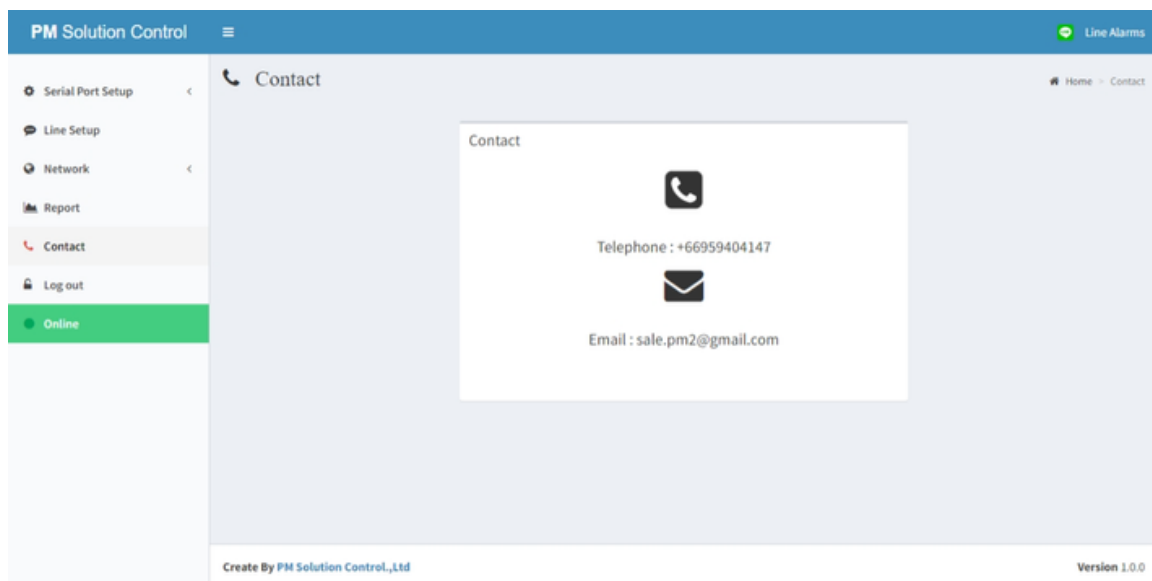 PM Solution Control
Line Alarms
Serial Port Setup
Line Setup
Network
Report
Contact
Log out
Online
Contact
Home > Contact
Contact
Telephone : +66959404147
Email : sale.pm2@gmail.com
Create By PM Solution Control.,Ltd
Version 1.0.0